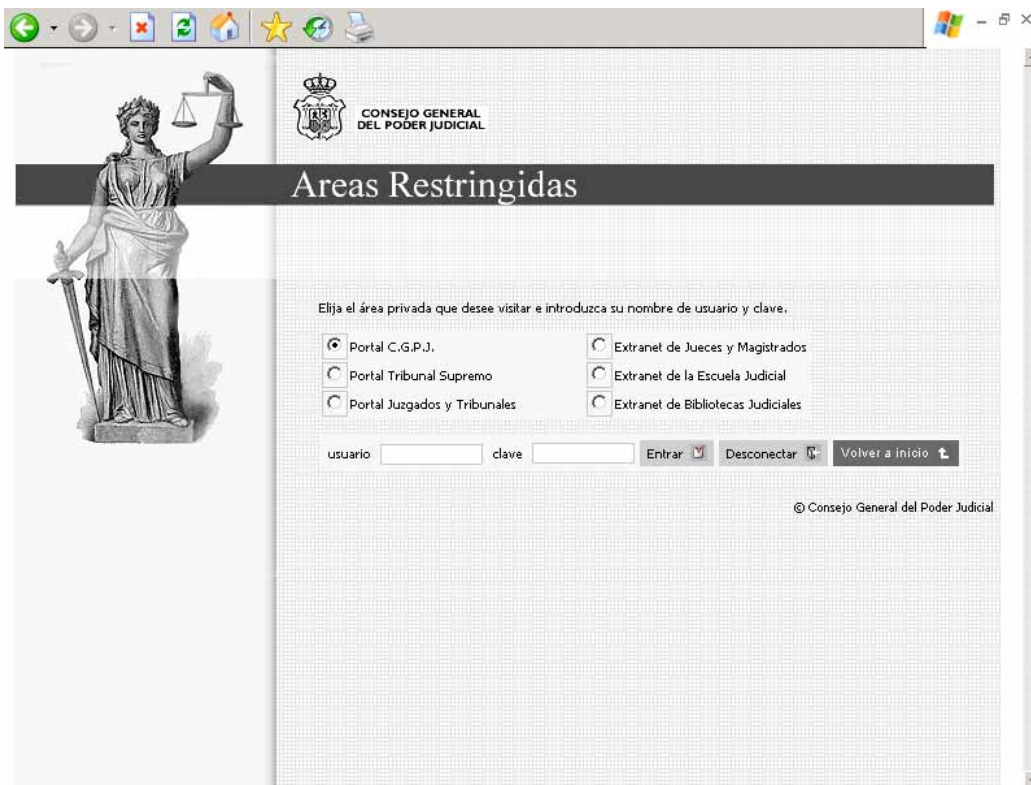 CONSEJO GENERAL
DEL PODER JUDICIAL
Areas Restringidas
Elija el área privada que desee visitar e introduzca su nombre de usuario y clave.
Portal C.G.P.J.
Extranet de Jueces y Magistrados
Portal Tribunal Supremo
Extranet de la Escuela Judicial
Portal Juzgados y Tribunales
Extranet de Bibliotecas Judiciales
usuario clave Entrar Desconectar Volver a inicio
© Consejo General del Poder Judicial